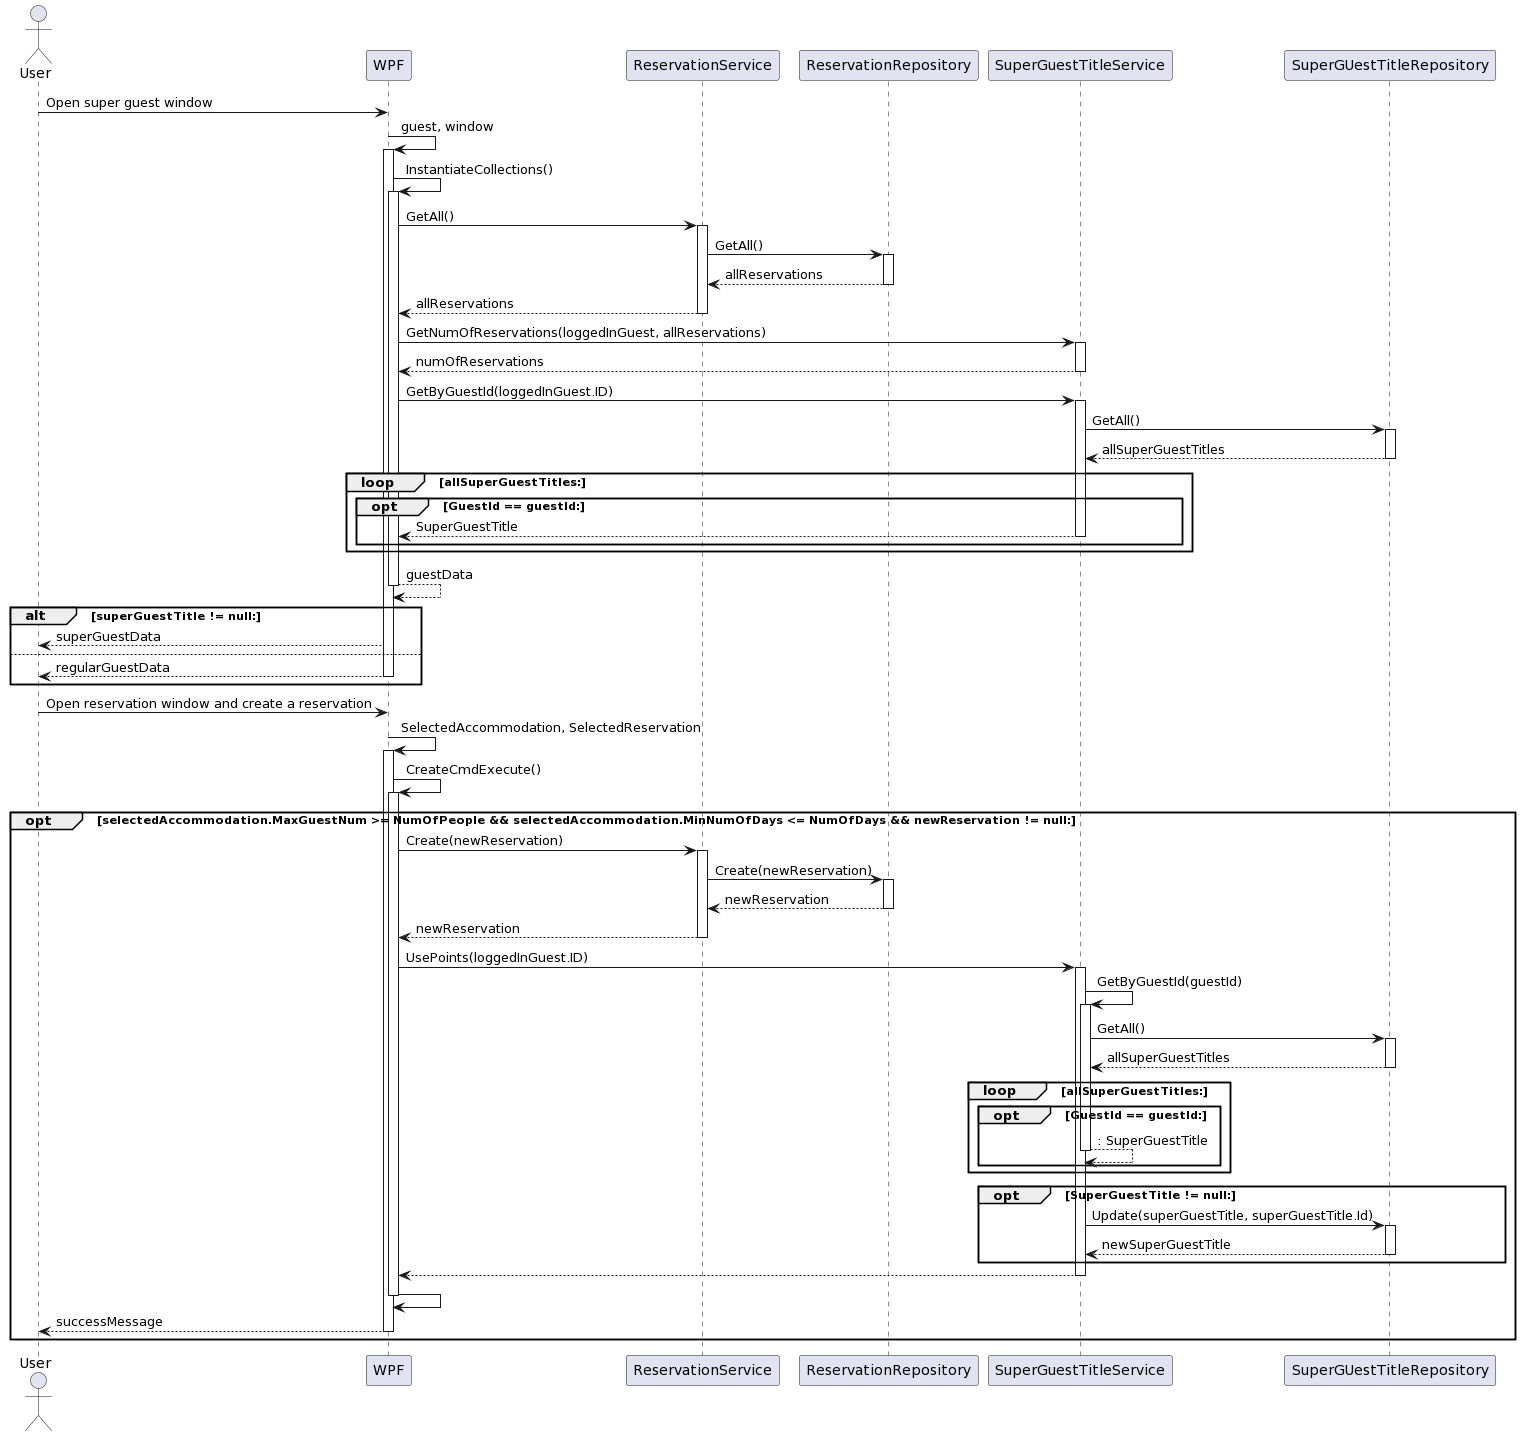 User
WPF
ReservationService
ReservationRepository
SuperGuestTitleService
SuperGUestTitleRepository
Open super guest window
guest, window
InstantiateCollections()
GetAll()
GetAll()
allReservations
allReservations
GetNumOfReservations(loggedInGuest, allReservations)
numOfReservations
GetByGuestId(loggedInGuest.ID)
GetAll()
allSuperGuestTitles
loop [allSuperGuestTitles:]
opt [GuestId == guestId:]
SuperGuestTitle
guestData
alt [superGuestTitle != null:]
superGuestData
regularGuestData
Open reservation window and create a reservation
SelectedAccommodation, SelectedReservation
CreateCmdExecute()
opt [selectedAccommodation.MaxGuestNum >= NumOfPeople && selectedAccommodation.MinNumOfDays <= NumOfDays && newReservation != null:]
Create(newReservation)
Create(newReservation)
newReservation
newReservation
UsePoints(loggedInGuest.ID)
GetByGuestId(guestId)
GetAll()
allSuperGuestTitles
loop [allSuperGuestTitles:]
opt [GuestId == guestId:]
: SuperGuestTitle
opt [SuperGuestTitle != null:]
Update(superGuestTitle, superGuestTitle.Id)
newSuperGuestTitle
successMessage
User
WPF
ReservationService
ReservationRepository
SuperGuestTitleService
SuperGUestTitleRepository